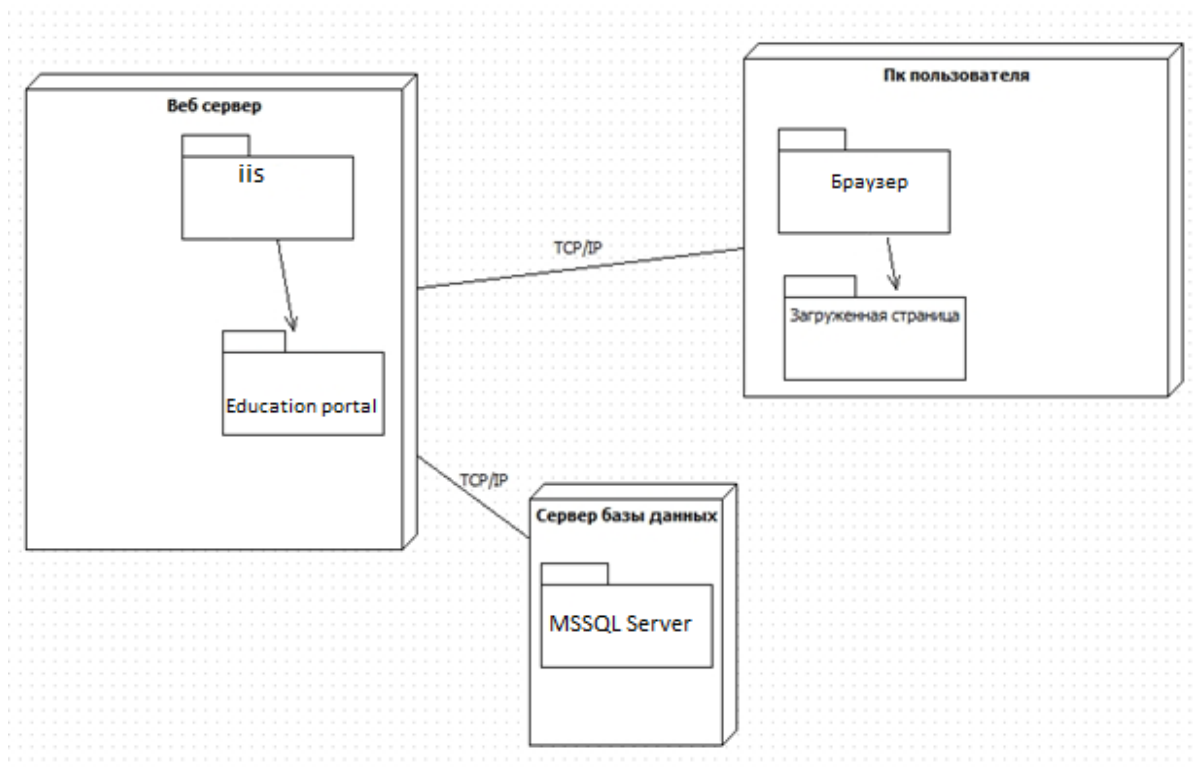 Веб сервер
iis
Education portal
TCP/IP
Пк пользователя
Браузер
Загруженная страница
TCP/IP
Сервер базы данных
MSSQL Server